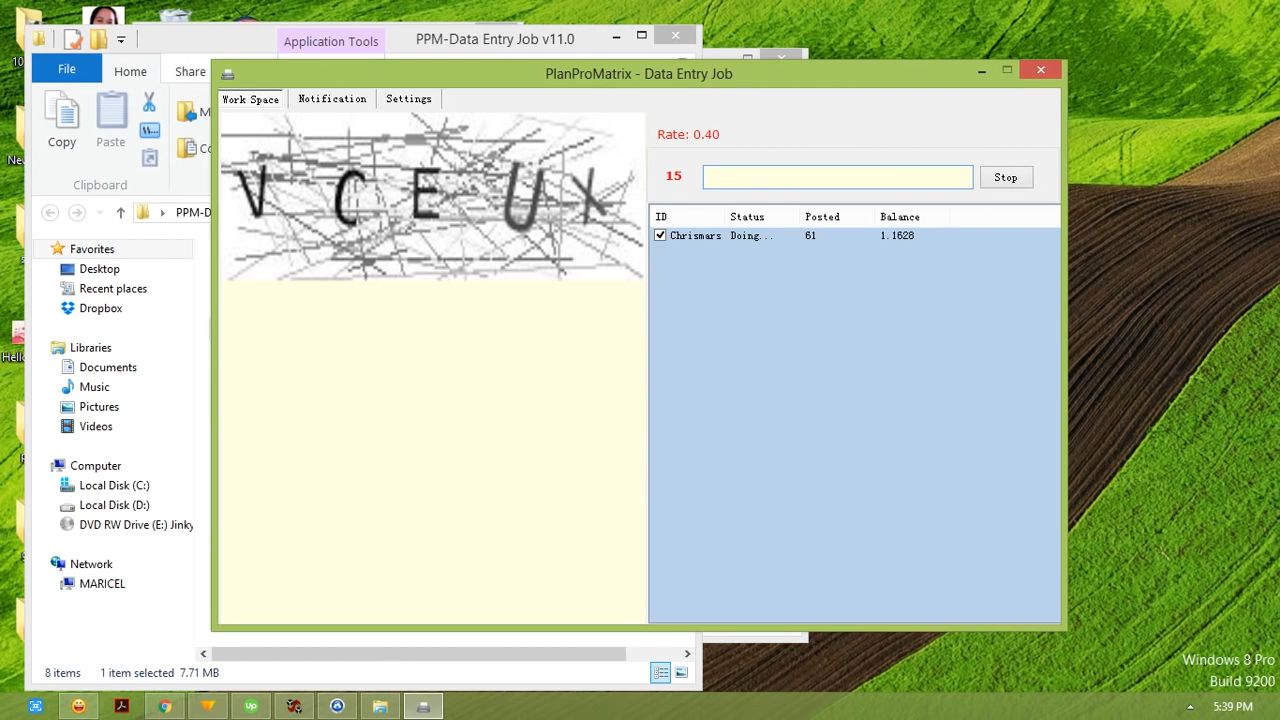 10
Application Tools
PPM-Data Entry Job v11.0
File
Home
Share
PlanProMatrix - Data Entry Job
Work Space
Notification
Settings
Copy
Paste
Clipboard
V C E U X
Rate: 0.40
15
Stop
ID Status Posted Balance
Chrismars Doing... 61 1.1628
PPM-D
Favorites
Desktop
Recent places
Dropbox
Libraries
Documents
Music
Pictures
Videos
Computer
Local Disk (C:)
Local Disk (D:)
DVD RW Drive (E:) Jinky
Network
MARICEL
8 items 1 item selected 7.71 MB
Windows 8 Pro
Build 9200
Up
5:39 PM